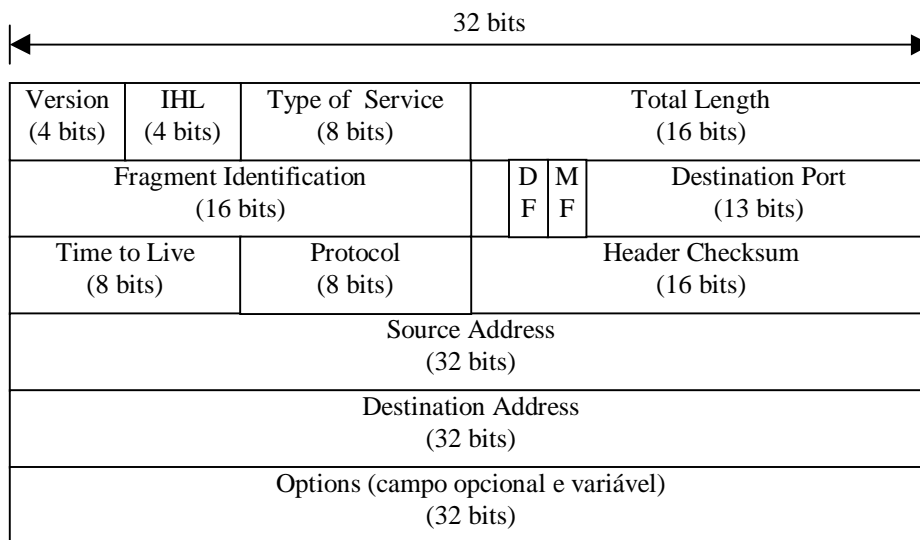 32 bits
Version IHL Type of Service Total Length
(4 bits) (4 bits) (8 bits) (16 bits)
Fragment Identification D M Destination Port
(16 bits) F F (13 bits)
Time to Live Protocol Header Checksum
(8 bits) (8 bits) (16 bits)
Source Address
(32 bits)
Destination Address
(32 bits)
Options (campo opcional e variável)
(32 bits)